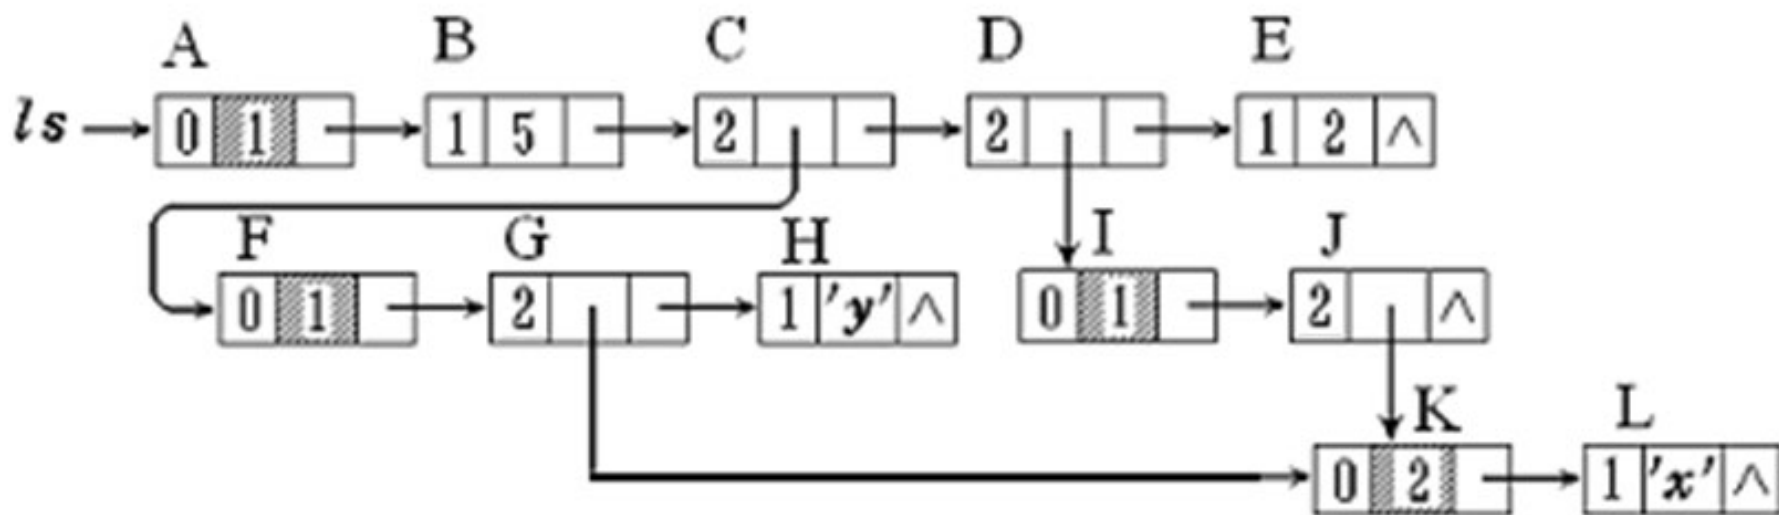 A B C D E
ls 0 1 1 5 2 2 1 2 ∧
F G H I J
0 1 2 1 'y' ∧ 0 1 2 ∧
K L
0 2 1 'x' ∧